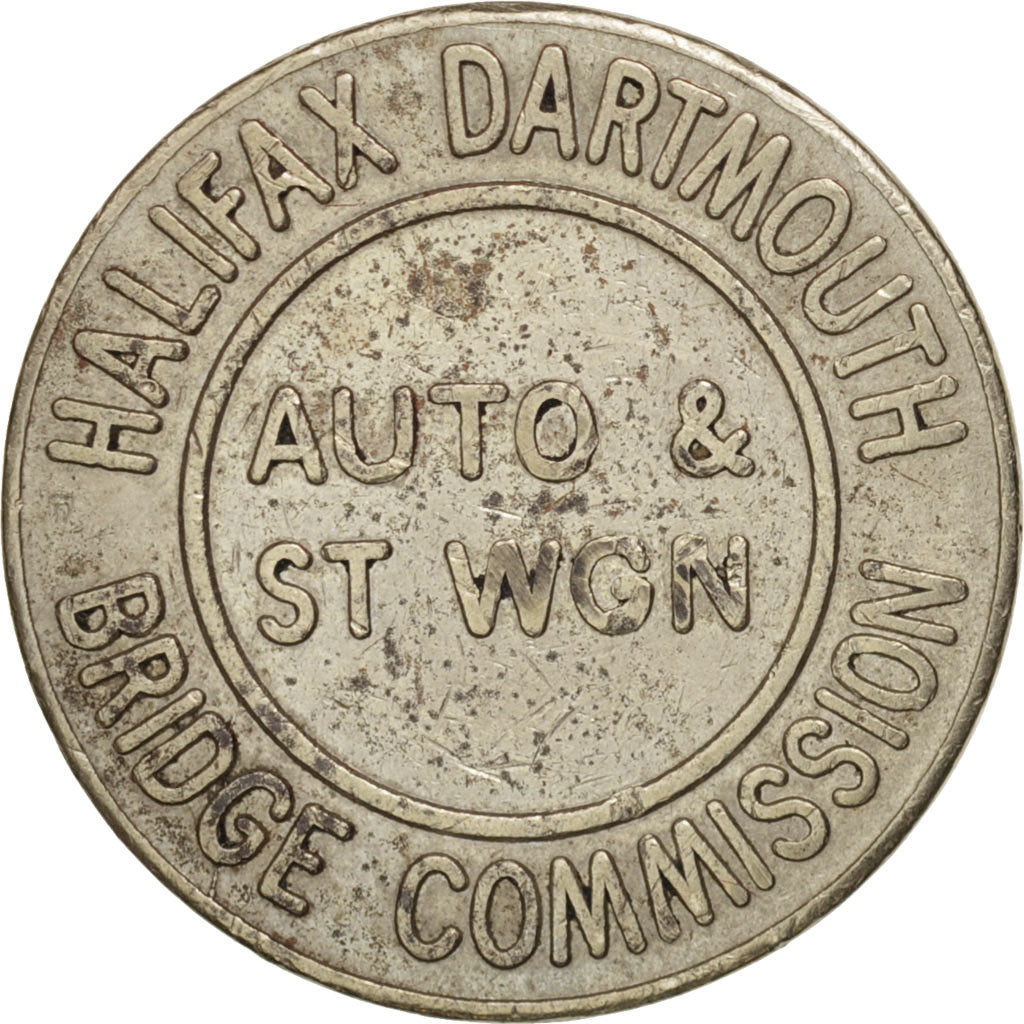 HALIFAX DARTMOUTH
AUTO &
ST WGN
BRIDGE COMMISSION